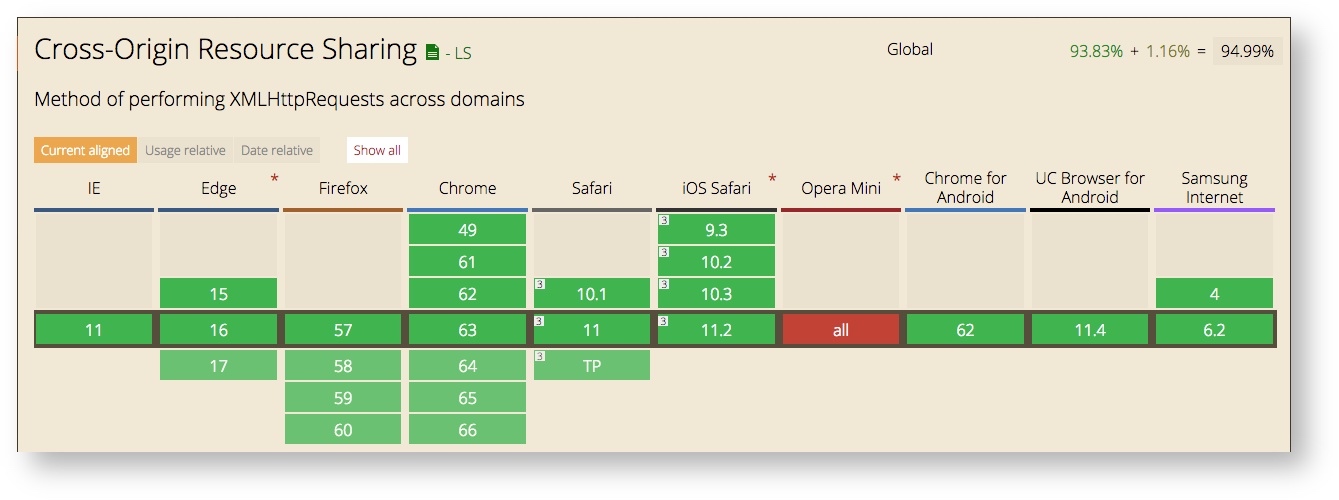 Cross-Origin Resource Sharing - LS
Global 93.83% + 1.16% = 94.99%
Method of performing XMLHttpRequests across domains
Current aligned Usage relative Date relative Show all
IE Edge * Firefox Chrome Safari iOS Safari * Opera Mini * Chrome for Android UC Browser for Android Samsung Internet
49 3 9.3
61 3 10.2
15 62 3 10.1 3 10.3 4
11 16 57 63 3 11 3 11.2 all 62 11.4 6.2
17 58 64 3 TP
59 65
60 66